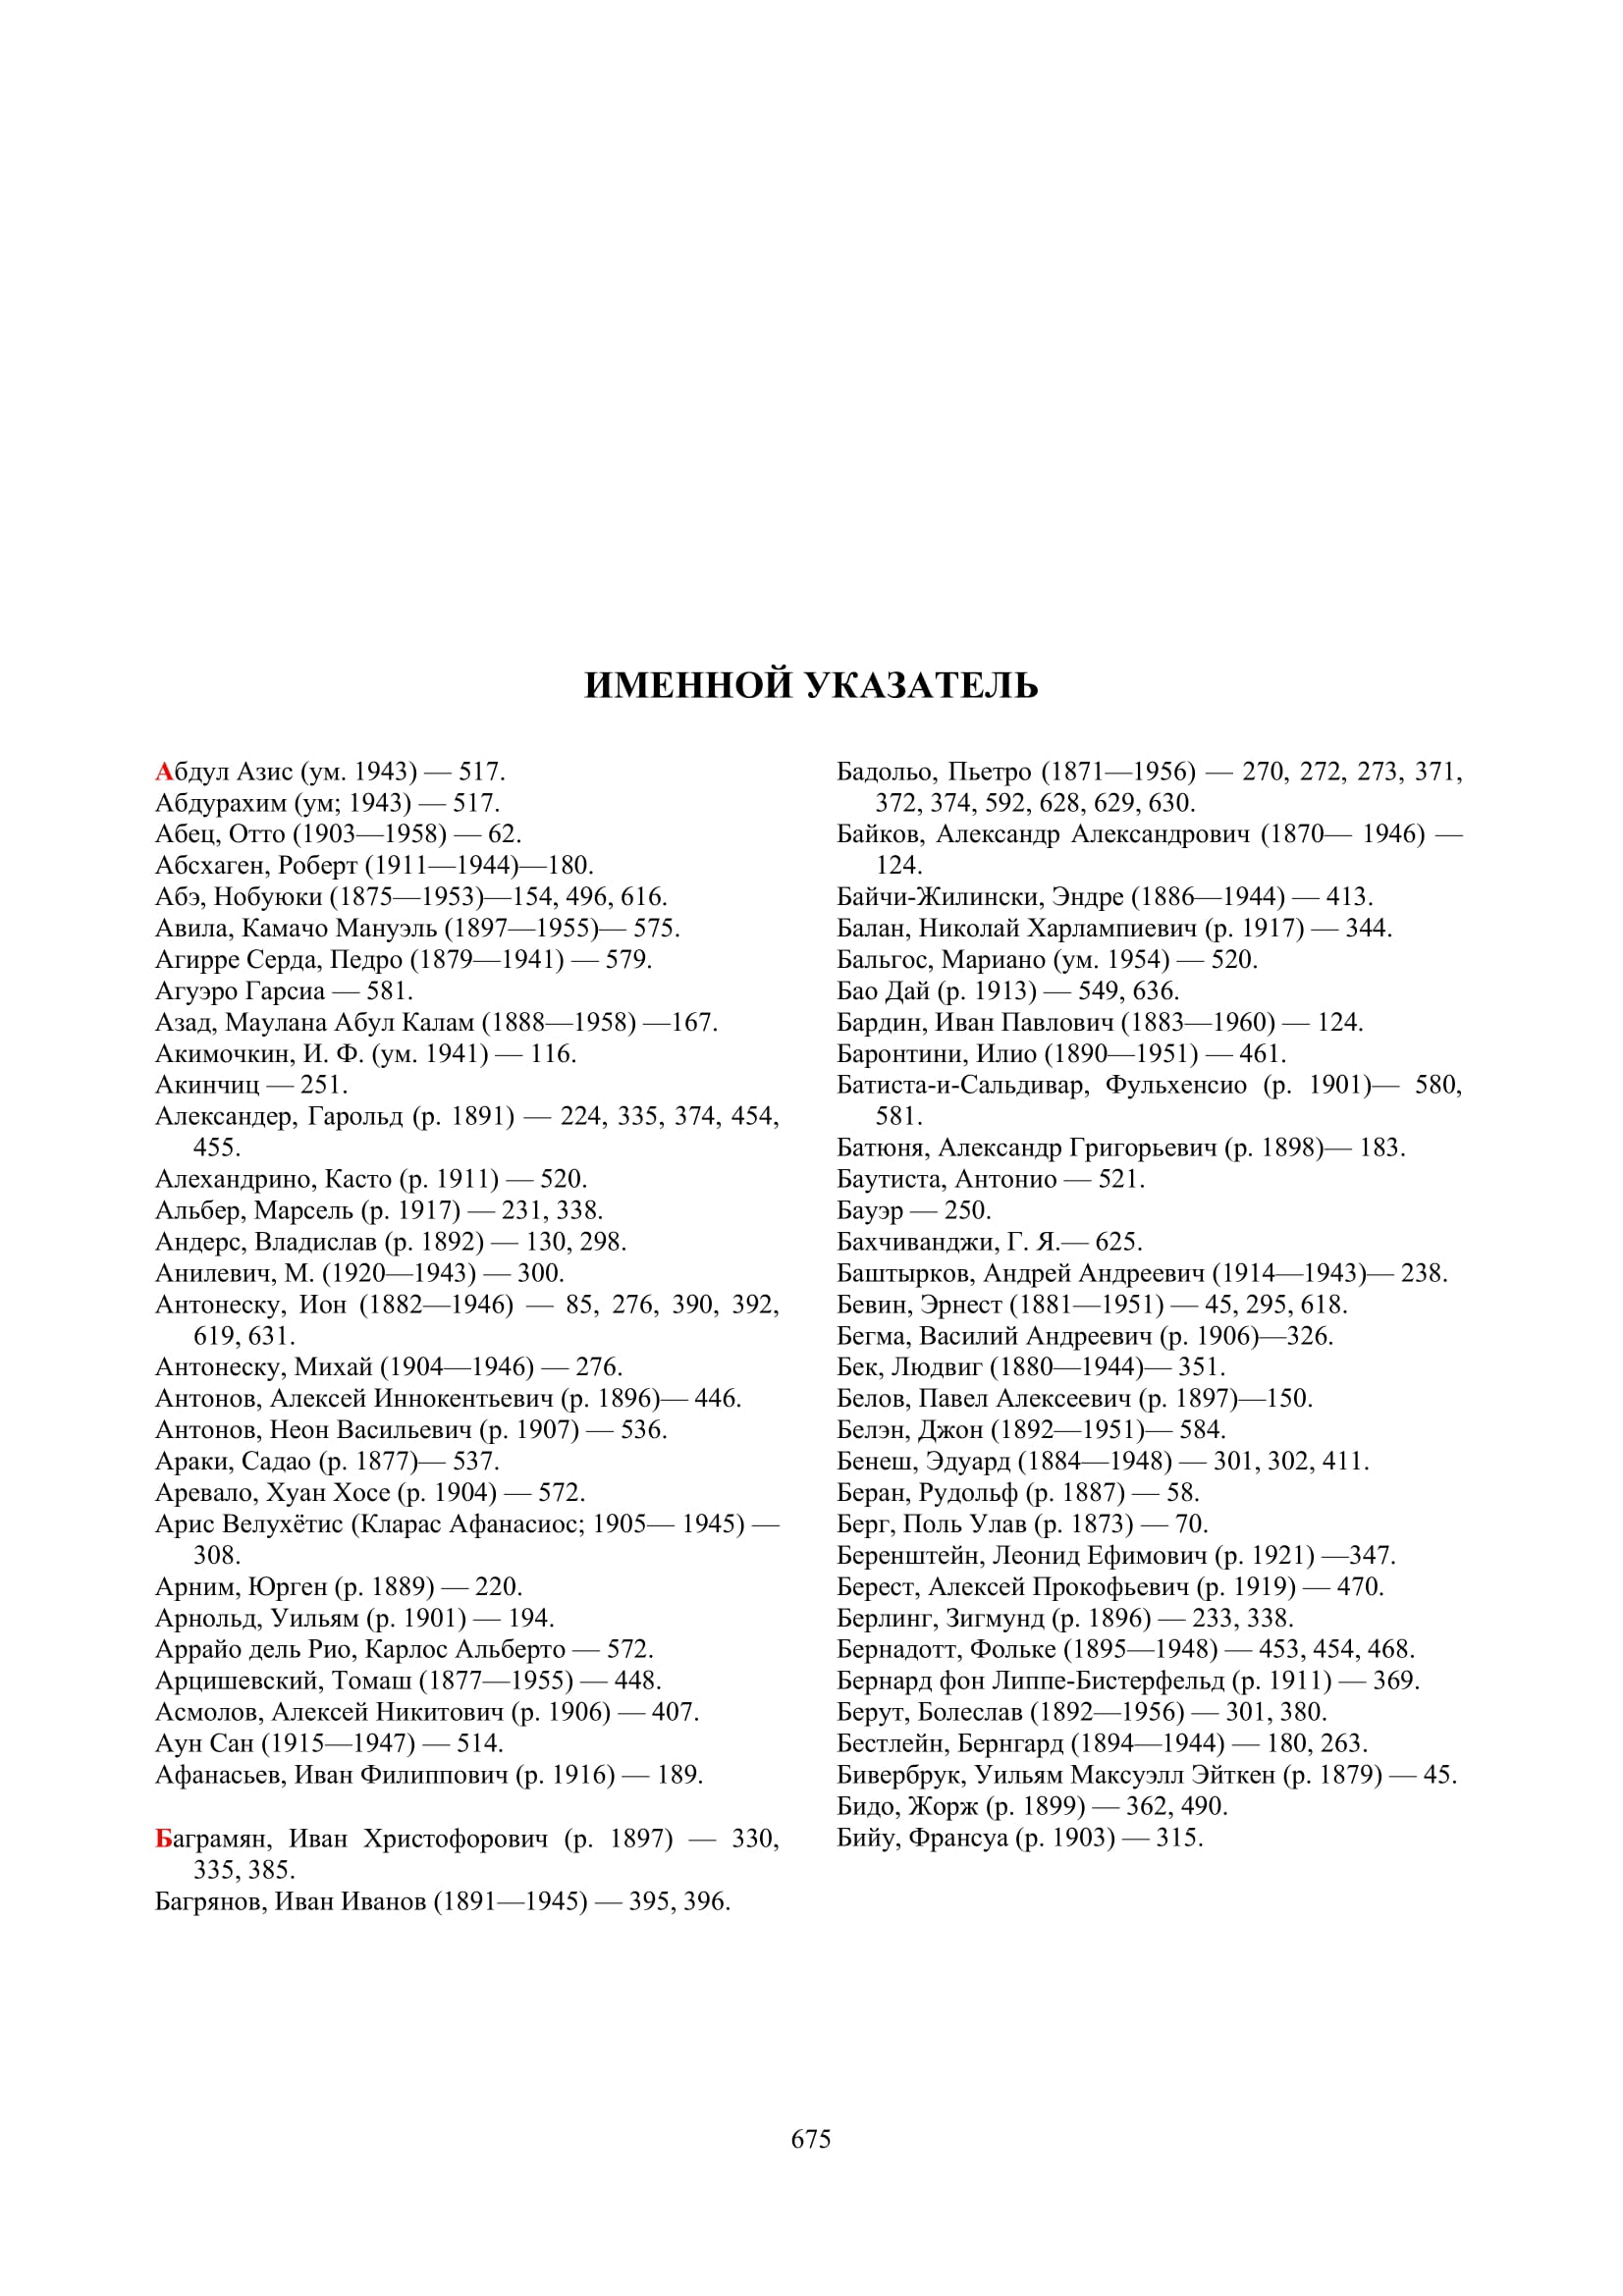 ИМЕННОЙ УКАЗАТЕЛЬ
Абдул Азис (ум. 1943) — 517.
Абдурахим (ум; 1943) — 517.
Абец, Отто (1903—1958) — 62.
Абсхаген, Роберт (1911—1944)—180.
Абэ, Нобуюки (1875—1953)—154, 496, 616.
Авила, Камачо Мануэль (1897—1955)— 575.
Агирре Серда, Педро (1879—1941) — 579.
Агуэро Гарсиа — 581.
Азад, Маулана Абул Калам (1888—1958) —167.
Акимочкин, И. Ф. (ум. 1941) — 116.
Акинчиц — 251.
Александер, Гарольд (р. 1891) — 224, 335, 374, 454,
455.
Алехандрино, Касто (р. 1911) — 520.
Альбер, Марсель (р. 1917) — 231, 338.
Андерс, Владислав (р. 1892) — 130, 298.
Анилевич, М. (1920—1943) — 300.
Антонеску, Ион (1882—1946) — 85, 276, 390, 392,
619, 631.
Антонеску, Михай (1904—1946) — 276.
Антонов, Алексей Иннокентьевич (р. 1896)— 446.
Антонов, Неон Васильевич (р. 1907) — 536.
Араки, Садао (р. 1877)— 537.
Аревало, Хуан Хосе (р. 1904) — 572.
Арис Велухётис (Кларас Афанасиос; 1905— 1945) —
308.
Арним, Юрген (р. 1889) — 220.
Арнольд, Уильям (р. 1901) — 194.
Аррайо дель Рио, Карлос Альберто — 572.
Арцишевский, Томаш (1877—1955) — 448.
Асмолов, Алексей Никитович (р. 1906) — 407.
Аун Сан (1915—1947) — 514.
Афанасьев, Иван Филиппович (р. 1916) — 189.
Баграмян, Иван Христофорович (р. 1897) — 330,
335, 385.
Багрянов, Иван Иванов (1891—1945) — 395, 396.
Бадольо, Пьетро (1871—1956) — 270, 272, 273, 371,
372, 374, 592, 628, 629, 630.
Байков, Александр Александрович (1870— 1946) —
124.
Байчи-Жилински, Эндре (1886—1944) — 413.
Балан, Николай Харлампиевич (р. 1917) — 344.
Бальгос, Мариано (ум. 1954) — 520.
Бао Дай (р. 1913) — 549, 636.
Бардин, Иван Павлович (1883—1960) — 124.
Баронтини, Илио (1890—1951) — 461.
Батиста-и-Сальдивар, Фульхенсио (р. 1901)— 580,
581.
Батюня, Александр Григорьевич (р. 1898)— 183.
Баутиста, Антонио — 521.
Бауэр — 250.
Бахчиванджи, Г. Я.— 625.
Баштырков, Андрей Андреевич (1914—1943)— 238.
Бевин, Эрнест (1881—1951) — 45, 295, 618.
Бегма, Василий Андреевич (р. 1906)—326.
Бек, Людвиг (1880—1944)— 351.
Белов, Павел Алексеевич (р. 1897)—150.
Белэн, Джон (1892—1951)— 584.
Бенеш, Эдуард (1884—1948) — 301, 302, 411.
Беран, Рудольф (р. 1887) — 58.
Берг, Поль Улав (р. 1873) — 70.
Беренштейн, Леонид Ефимович (р. 1921) —347.
Берест, Алексей Прокофьевич (р. 1919) — 470.
Берлинг, Зигмунд (р. 1896) — 233, 338.
Бернадотт, Фольке (1895—1948) — 453, 454, 468.
Бернард фон Липпе-Бистерфельд (р. 1911) — 369.
Берут, Болеслав (1892—1956) — 301, 380.
Бестлейн, Бернгард (1894—1944) — 180, 263.
Бивербрук, Уильям Максуэлл Эйткен (р. 1879) — 45.
Бидо, Жорж (р. 1899) — 362, 490.
Бийу, Франсуа (р. 1903) — 315.
675